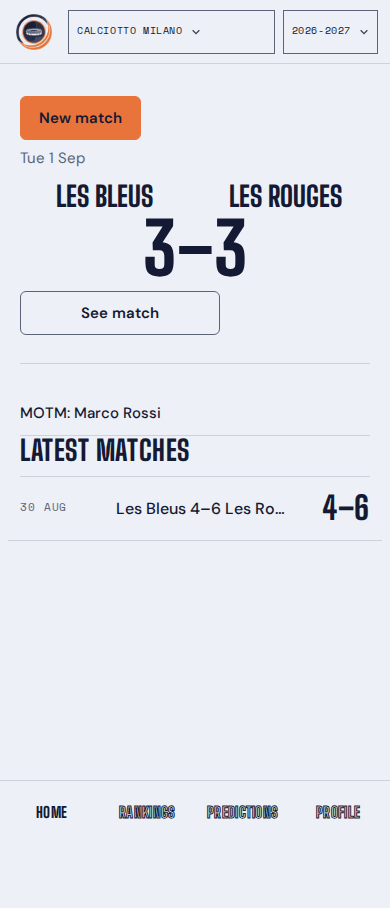 CALCIOTTO MILANO
2026-2027
New match
Tue 1 Sep
LES BLEUS
LES ROUGES
3–3
See match
MOTM: Marco Rossi
LATEST MATCHES
30 AUG
Les Bleus 4–6 Les Ro...
4–6
HOME
RANKINGS
PREDICTIONS
PROFILE